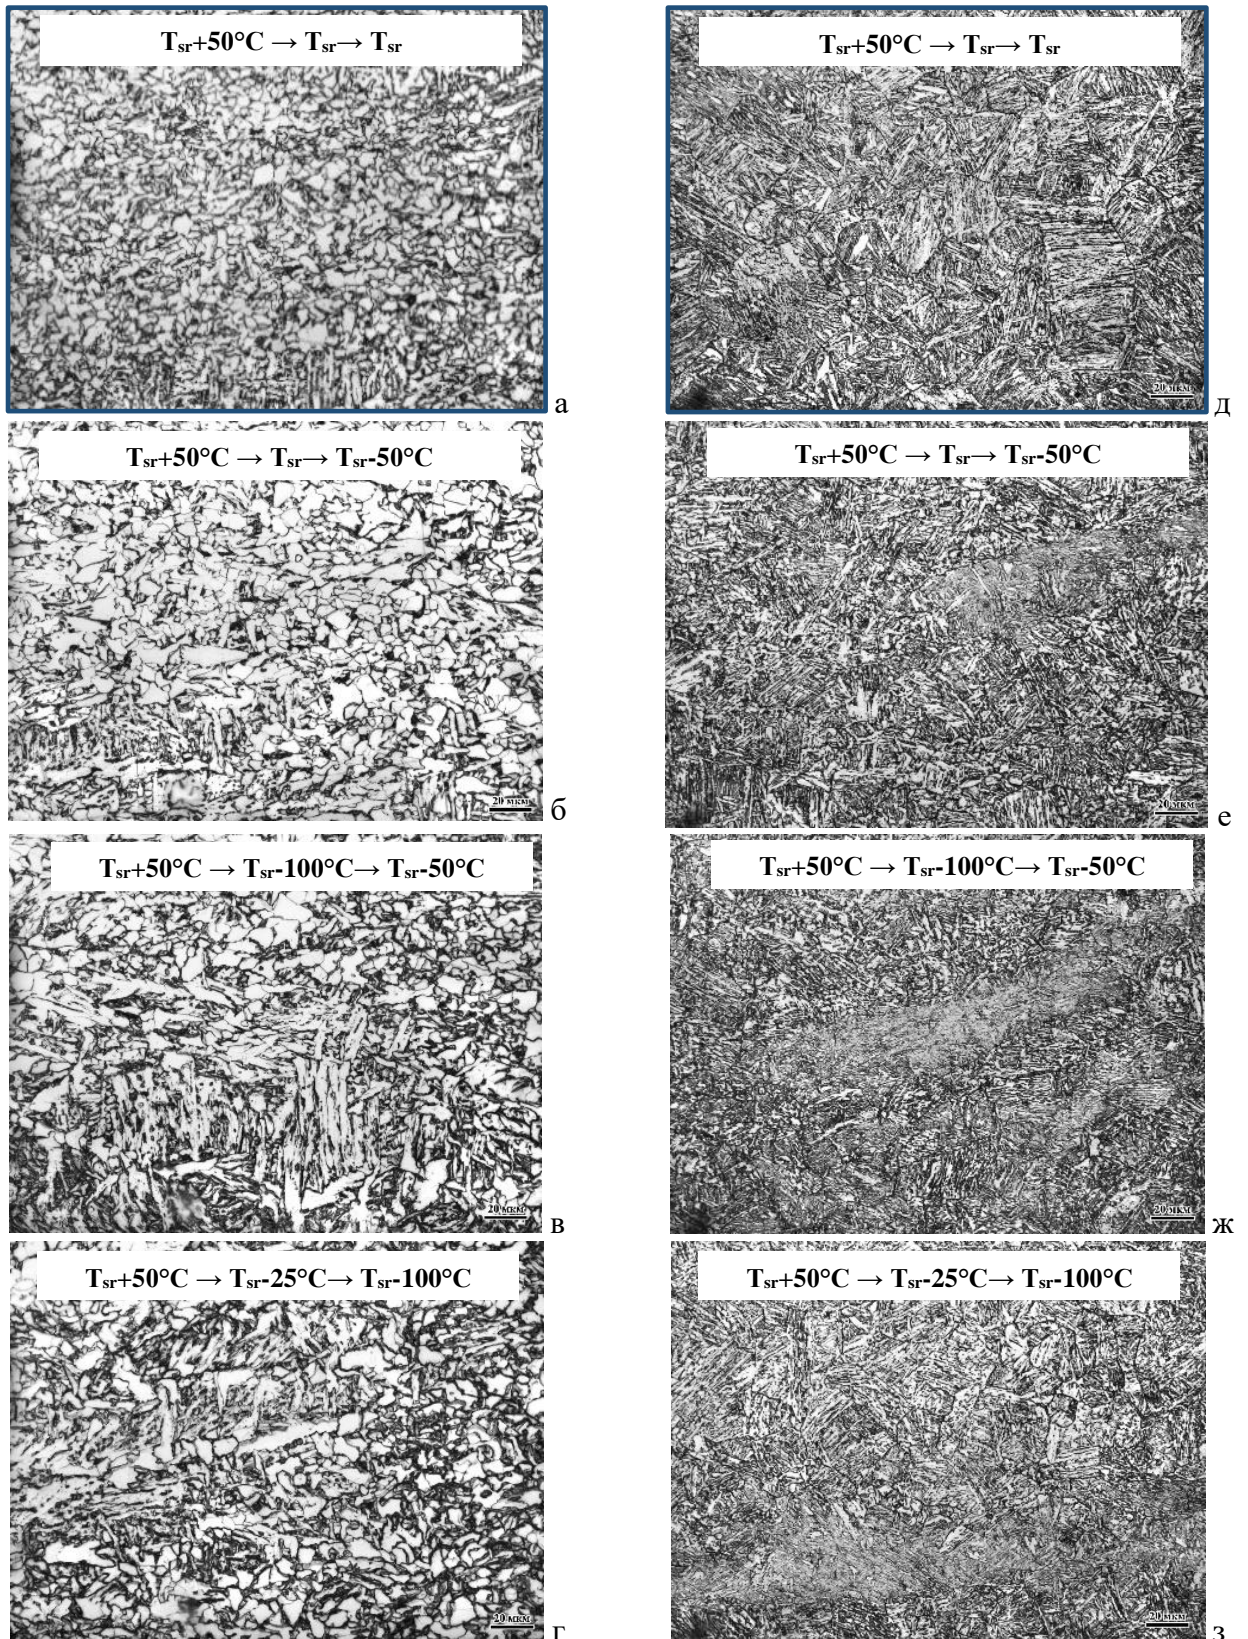 Tsr+50°C → Tsr→ Tsr
а
Tsr+50°C → Tsr→ Tsr
20 мкм
д
Tsr+50°C → Tsr→ Tsr-50°C
20 мкм
б
Tsr+50°C → Tsr→ Tsr-50°C
20 мкм
е
Tsr+50°C → Tsr-100°C→ Tsr-50°C
20 мкм
в
Tsr+50°C → Tsr-100°C→ Tsr-50°C
20 мкм
ж
Tsr+50°C → Tsr-25°C→ Tsr-100°C
20 мкм
г
Tsr+50°C → Tsr-25°C→ Tsr-100°C
20 мкм
з